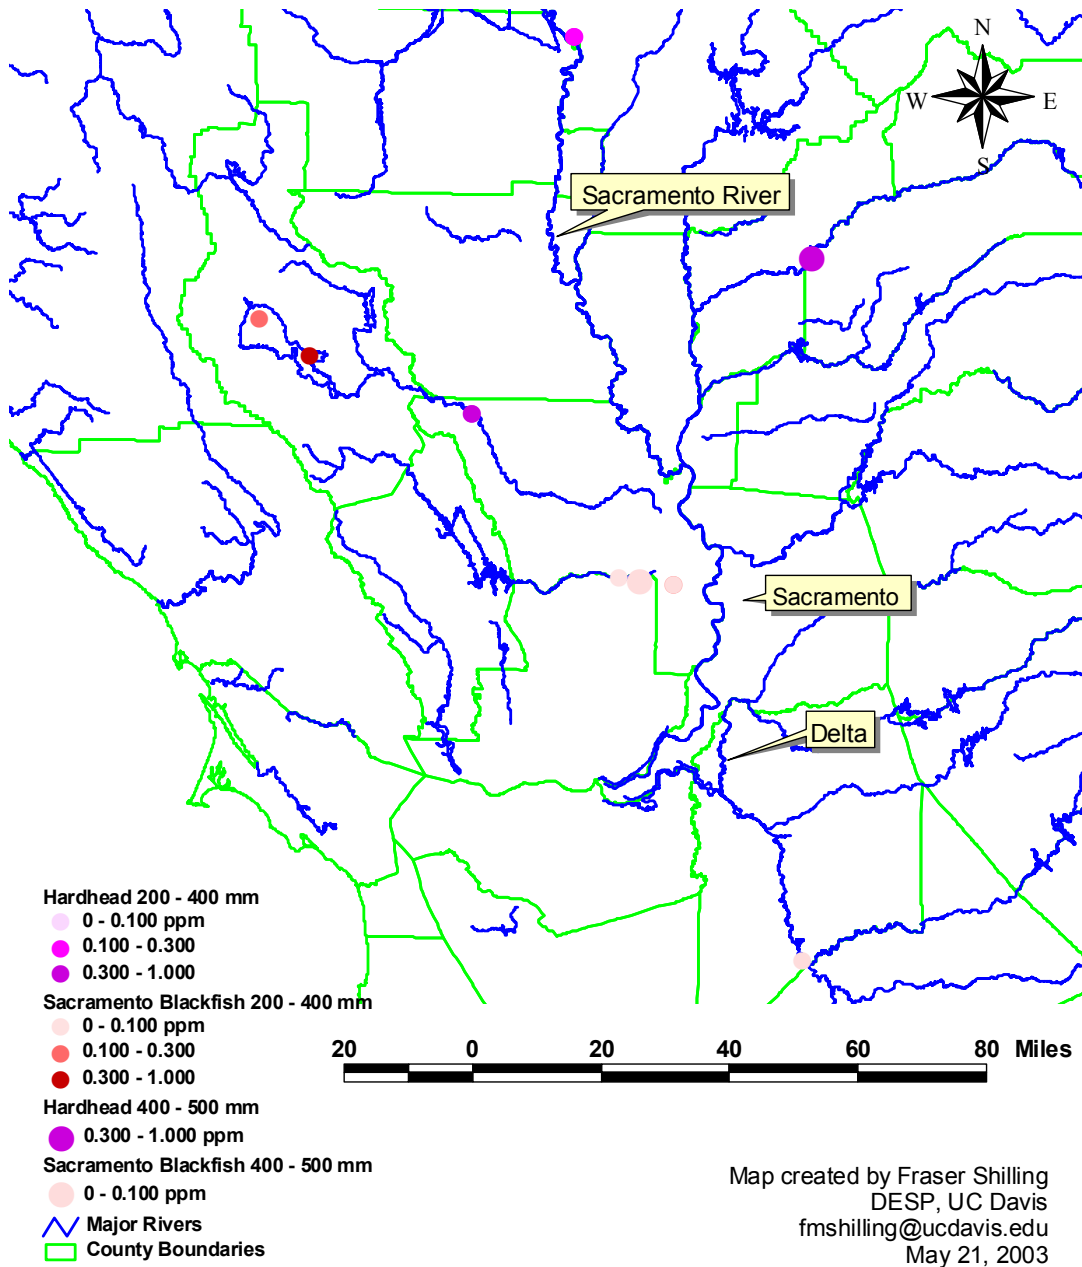 N
W
E
S
Sacramento River
Sacramento
Delta
Hardhead 200 - 400 mm
0 - 0.100 ppm
0.100 - 0.300
0.300 - 1.000
Sacramento Blackfish 200 - 400 mm
0 - 0.100 ppm
0.100 - 0.300
0.300 - 1.000
Hardhead 400 - 500 mm
0.300 - 1.000 ppm
Sacramento Blackfish 400 - 500 mm
0 - 0.100 ppm
Major Rivers
County Boundaries
20 0 20 40 60 80 Miles
Map created by Fraser Shilling
DESP, UC Davis
fmshilling@ucdavis.edu
May 21, 2003